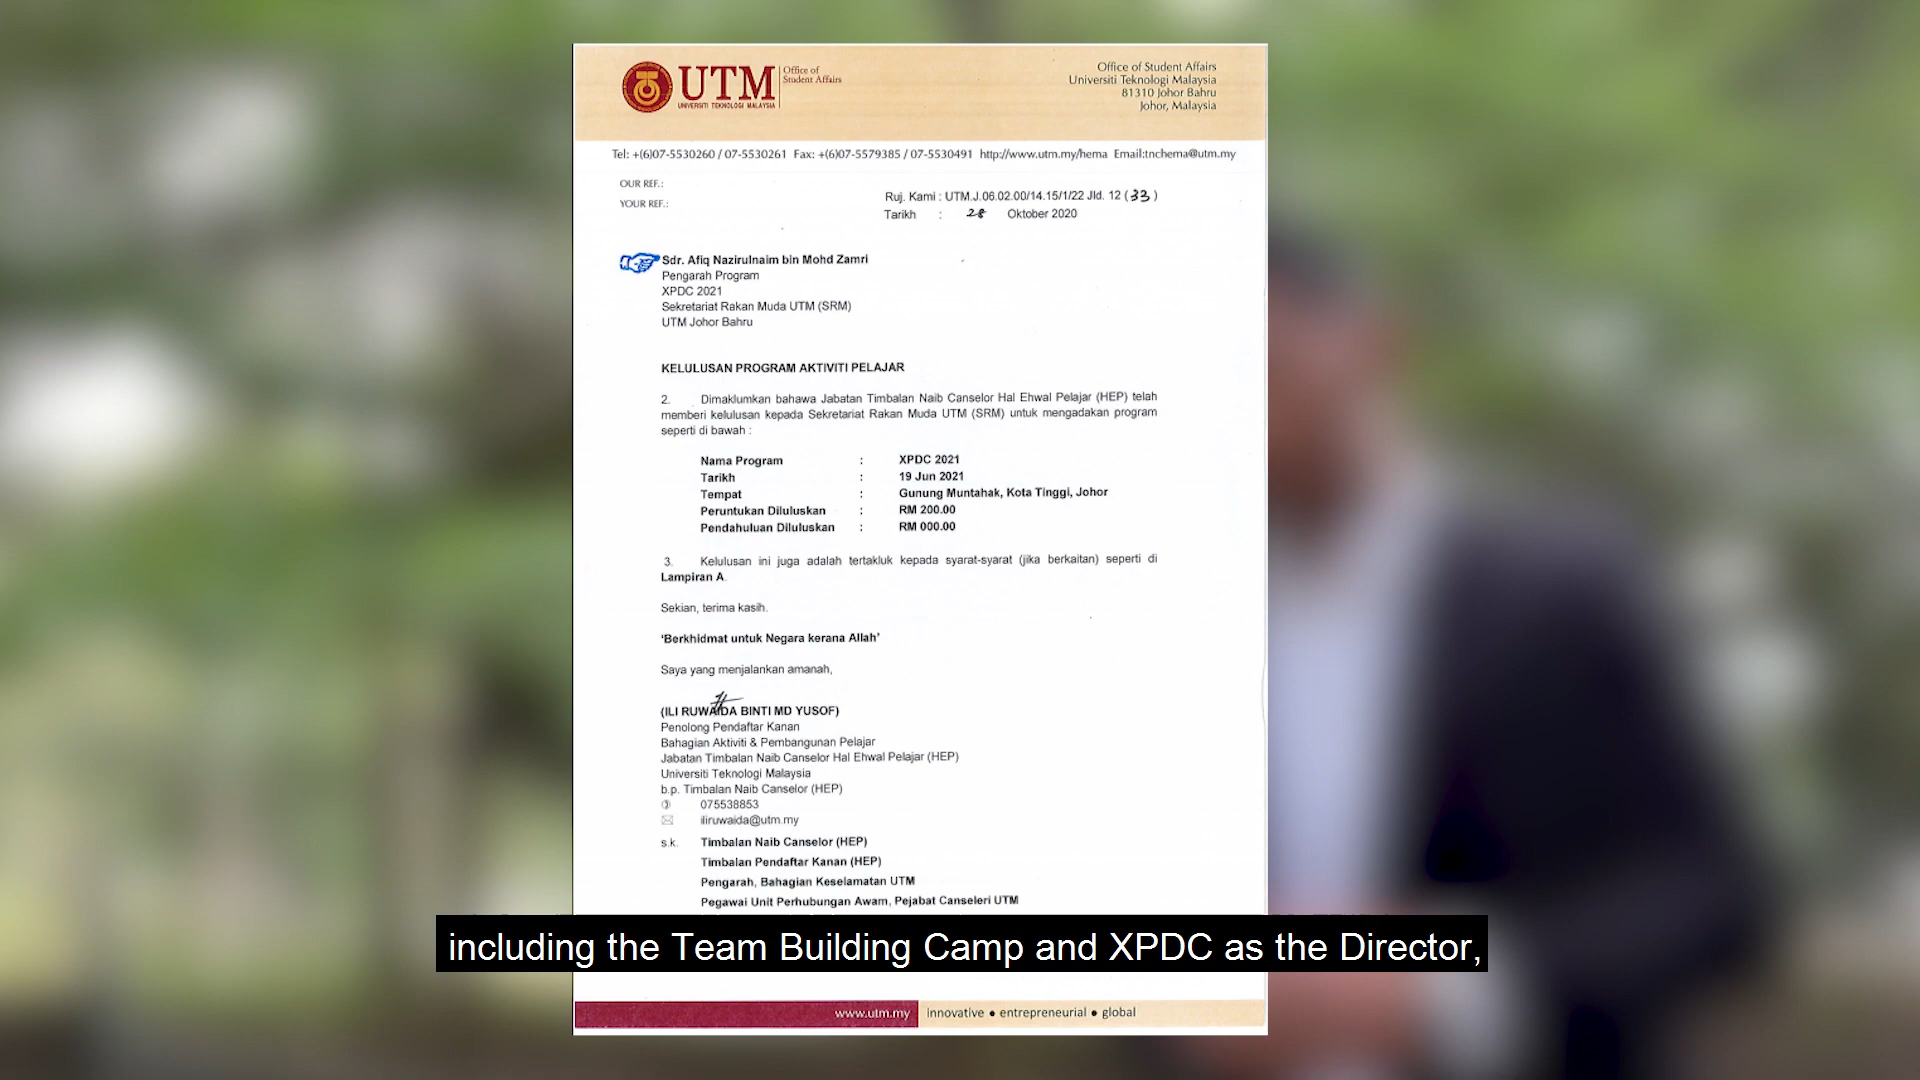 UTM
UNIVERSITI TEKNOLOGI MALAYSIA
Office of
Student Affairs
Office of Student Affairs
Universiti Teknologi Malaysia
81310 Johor Bahru
Johor, Malaysia
Tel: +(6)07-5530260 / 07-5530261 Fax: +(6)07-5579385 / 07-5530491 http://www.utm.my/hema Email:tnchema@utm.my
OUR REF.:
YOUR REF.:
Ruj. Kami : UTM.J.06.02.00/14.15/1/22 Jld. 12 (33)
Tarikh : 28 Oktober 2020
Sdr. Afiq Nazirulnaim bin Mohd Zamri
Pengarah Program
XPDC 2021
Sekretariat Rakan Muda UTM (SRM)
UTM Johor Bahru
KELULUSAN PROGRAM AKTIVITI PELAJAR
2. Dimaklumkan bahawa Jabatan Timbalan Naib Canselor Hal Ehwal Pelajar (HEP) telah
memberi kelulusan kepada Sekretariat Rakan Muda UTM (SRM) untuk mengadakan program
seperti di bawah :
Nama Program : XPDC 2021
Tarikh : 19 Jun 2021
Tempat : Gunung Muntahak, Kota Tinggi, Johor
Peruntukan Diluluskan : RM 200.00
Pendahuluan Diluluskan : RM 000.00
3. Kelulusan ini juga adalah tertakluk kepada syarat-syarat (jika berkaitan) seperti di
Lampiran A.
Sekian, terima kasih.
'Berkhidmat untuk Negara kerana Allah'
Saya yang menjalankan amanah,
(ILI RUWAIDA BINTI MD YUSOF)
Penolong Pendaftar Kanan
Bahagian Aktiviti & Pembangunan Pelajar
Jabatan Timbalan Naib Canselor Hal Ehwal Pelajar (HEP)
Universiti Teknologi Malaysia
b.p. Timbalan Naib Canselor (HEP)
075538853
iliruwaida@utm.my
s.k. Timbalan Naib Canselor (HEP)
Timbalan Pendaftar Kanan (HEP)
Pengarah, Bahagian Keselamatan UTM
Pegawai Unit Perhubungan Awam, Pejabat Canseleri UTM
including the Team Building Camp and XPDC as the Director,
www.utm.my innovative ● entrepreneurial ● global